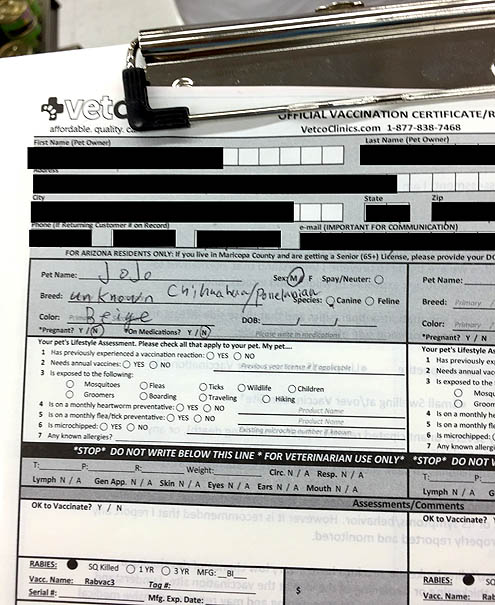 vetco
affordable. quality. ca
OFFICIAL VACCINATION CERTIFICATE/R
VetcoClinics.com 1-877-838-7468
First Name (Pet Owner) Last Name (Pet Owner)
Address
City State Zip
Phone (If Returning Customer # on Record) e-mail (IMPORTANT FOR COMMUNICATION)
FOR ARIZONA RESIDENTS ONLY: If you live in Maricopa County and are getting a Senior (65+) License, please provide your DO
Pet Name: JoJo Sex: M F Spay/Neuter: Pet Name:
Breed: unknown Chihuahua/Pomeranian Species: Canine Feline Breed: Primary
Color: Beige DOB: / / Color: Primary
*Pregnant? Y / N *On Medications? Y / N Please write in medications *Pregnant? Y / N
Your pet's Lifestyle Assessment. Please check all that apply to your pet. My pet.... Your pet's Lifestyle
1 Has previously experienced a vaccination reaction: YES NO 1 Has previously exp
2 Needs annual vaccines: YES NO Previous year license # if applicable 2 Needs annual vacc
3 Is exposed to the following: 3 Is exposed to the
Mosquitoes Fleas Ticks Wildlife Children Mosqu
Groomers Boarding Traveling Hiking Groom
4 Is on a monthly heartworm preventative: YES NO Product Name 4 Is on a monthly he
5 Is on a monthly flea/tick preventative: YES NO Product Name 5 Is on a monthly fle
6 Is microchipped: YES NO Existing microchip number if known 6 Is microchipped:
7 Any known allergies? 7 Any known allergi
*STOP* DO NOT WRITE BELOW THIS LINE * FOR VETERINARIAN USE ONLY* *STOP* DO NOT W
T: P: R: Weight: Circ. N / A Resp. N / A T: P:
Lymph N / A Gen App. N / A Skin N / A Eyes N / A Ears N / A Mouth N / A Lymph N / A G
Assessments/Comments
OK to Vaccinate? Y / N OK to Vaccinate? Y
RABIES: SQ Killed 1 YR 3 YR MFG: BI RABIES: SQ
Vacc. Name: Rabvac3 Tag #: $ Vacc. Name: Rab
Serial #: Mfg. Exp. Date: Serial #: